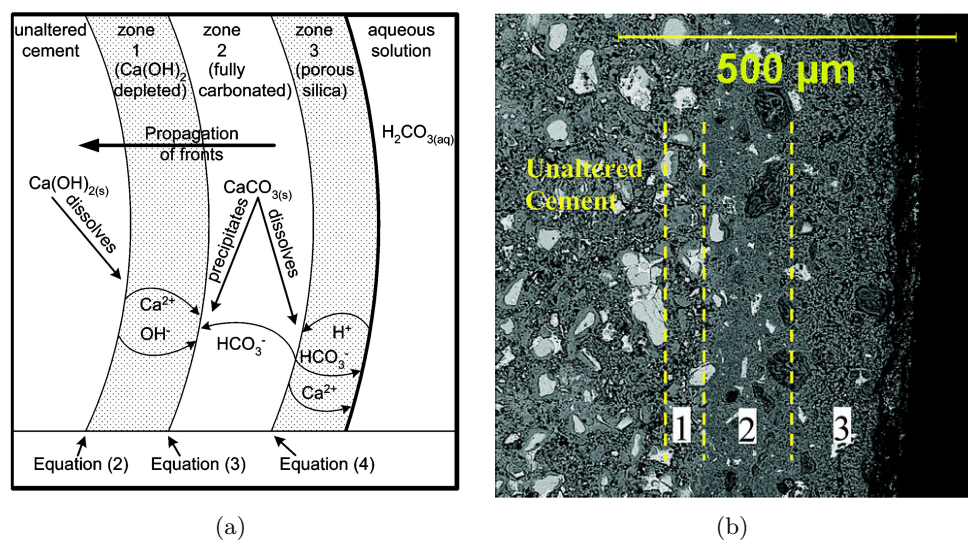 unaltered
cement
zone
1
(Ca(OH)2
depleted)
zone
2
(fully
carbonated)
zone
3
(porous
silica)
aqueous
solution
H2CO3(aq)
Propagation
of fronts
Ca(OH)2(s)
dissolves
CaCO3(s)
precipitates
dissolves
Ca2+
OH-
HCO3-
H+
HCO3-
Ca2+
Equation (2)
Equation (3)
Equation (4)
(a)
500 µm
Unaltered
Cement
1
2
3
(b)